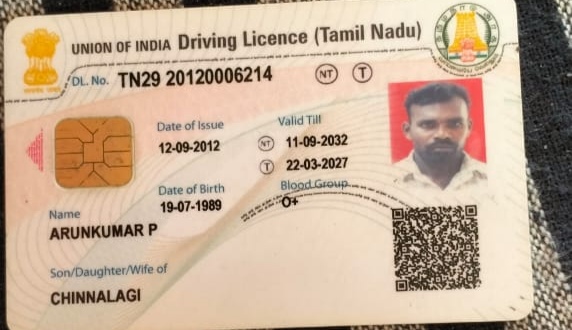 UNION OF INDIA Driving Licence (Tamil Nadu)
DL. No. TN29 20120006214 NT T
Date of Issue
12-09-2012
Valid Till
NT 11-09-2032
T 22-03-2027
Date of Birth
19-07-1989
Blood Group
O+
Name
ARUNKUMAR P
Son/Daughter/Wife of
CHINNALAGI